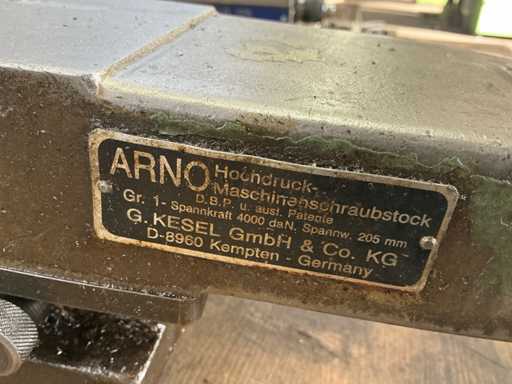 ARNO Hochdruck-
Maschinenschraubstock
D.B.P. u. ausl. Patente
Gr. 1 - Spannkraft 4000 daN, Spannw. 205 mm
G. KESEL GmbH & Co. KG
D-8960 Kempten - Germany